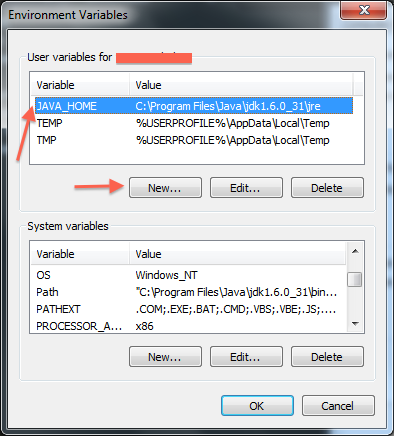 Environment Variables
User variables for
Variable Value
JAVA_HOME C:\Program Files\Java\jdk1.6.0_31\jre
TEMP %USERPROFILE%\AppData\Local\Temp
TMP %USERPROFILE%\AppData\Local\Temp
New... Edit... Delete
System variables
Variable Value
OS Windows_NT
Path "C:\Program Files\Java\jdk1.6.0_31\bin...
PATHEXT .COM;.EXE;.BAT;.CMD;.VBS;.VBE;.JS;....
PROCESSOR_A... x86
New... Edit... Delete
OK Cancel